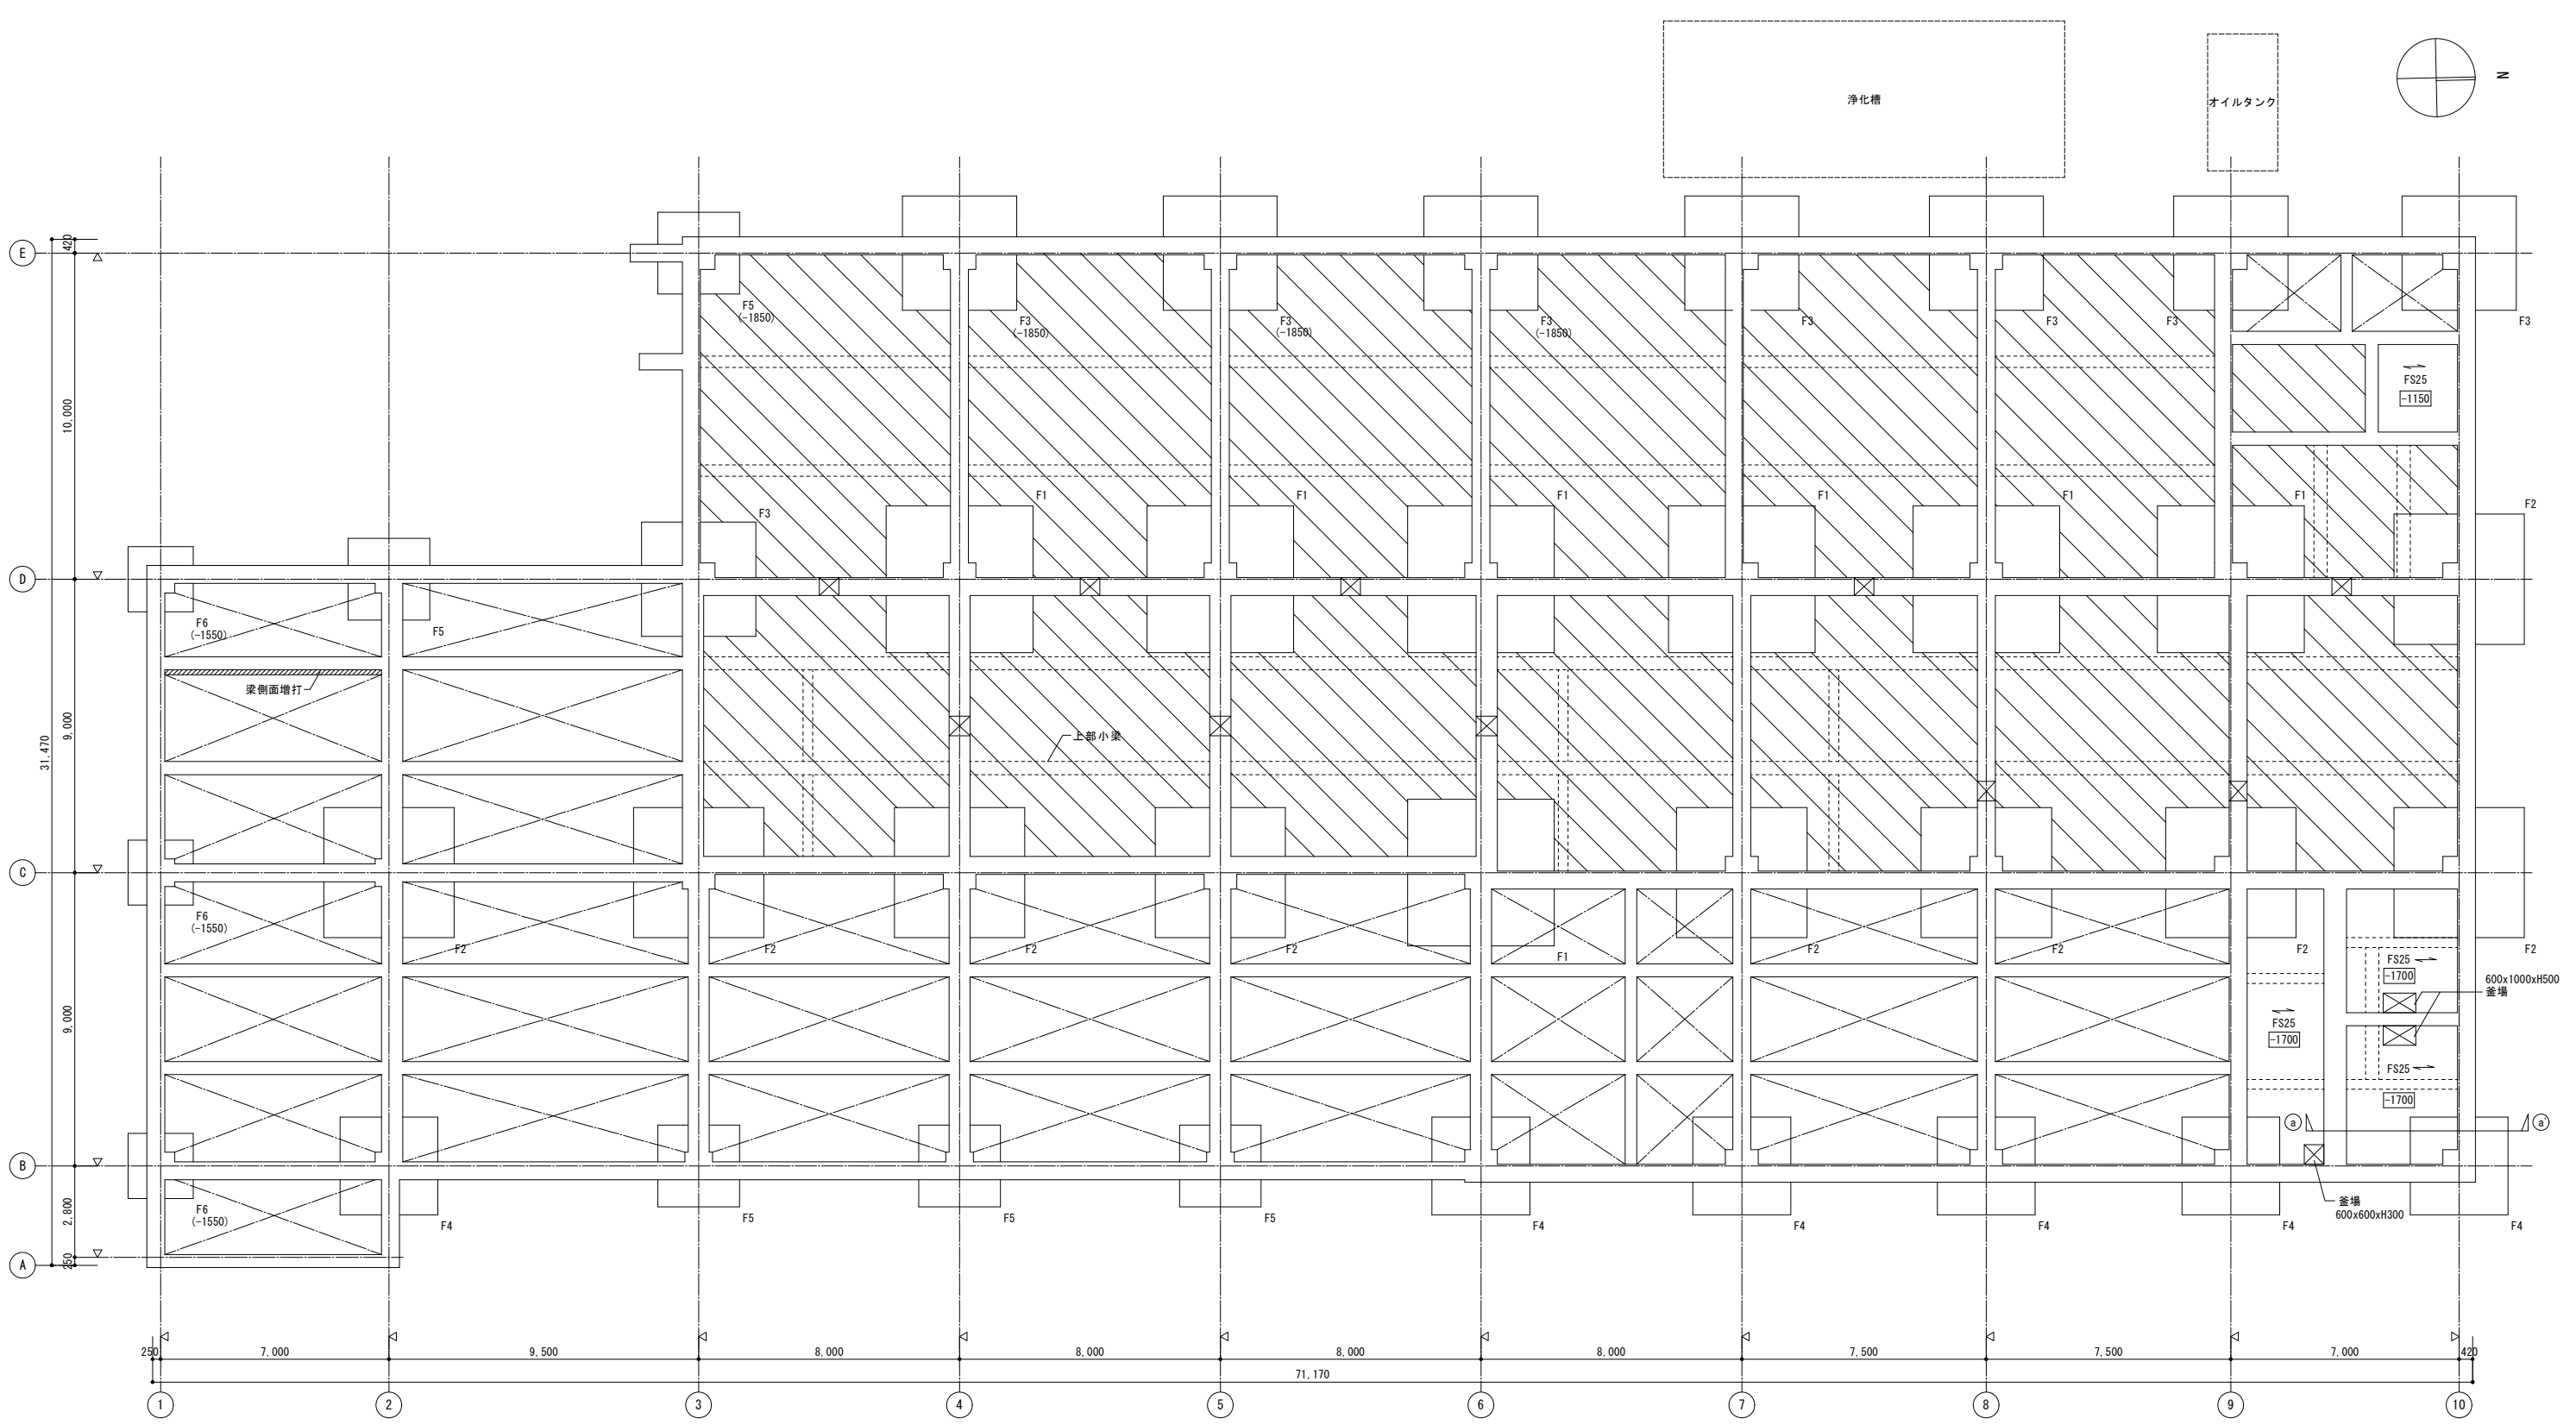 浄化槽
オイルタンク
N
E
420
F5
(-1850)
F3
(-1850)
F3
(-1850)
F3
(-1850)
F3
F3
F3
F3
FS25
-1150
10,000
F3
F1
F1
F1
F1
F1
F1
F2
D
F6
(-1550)
F5
梁側面増打
上部小梁
9,000
31,470
C
F6
(-1550)
F2
F2
F2
F2
F1
F2
F2
F2
F2
FS25
-1700
600x1000xH500
釜場
FS25
-1700
9,000
FS25
-1700
a
a'
B
F6
(-1550)
2,800
F4
F5
F5
F5
F4
F4
F4
F4
F4
釜場
600x600xH300
250
A
250
7,000
9,500
8,000
8,000
8,000
8,000
7,500
7,500
7,000
420
71,170
1
2
3
4
5
6
7
8
9
10